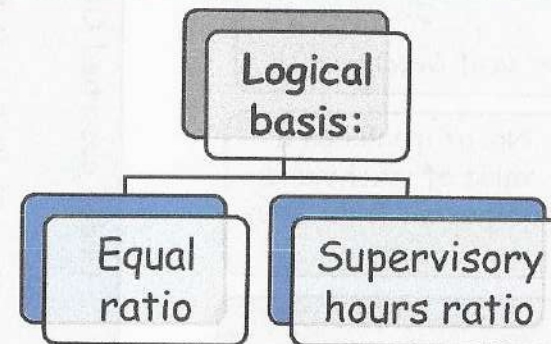 Logical
basis:
Equal
ratio
Supervisory
hours ratio